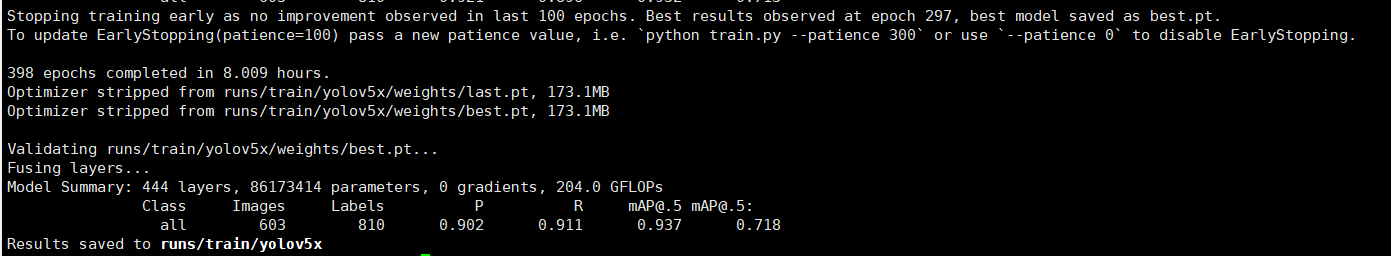 Stopping training early as no improvement observed in last 100 epochs. Best results observed at epoch 297, best model saved as best.pt.
To update EarlyStopping(patience=100) pass a new patience value, i.e. `python train.py --patience 300` or use `--patience 0` to disable EarlyStopping.
398 epochs completed in 8.009 hours.
Optimizer stripped from runs/train/yolov5x/weights/last.pt, 173.1MB
Optimizer stripped from runs/train/yolov5x/weights/best.pt, 173.1MB
Validating runs/train/yolov5x/weights/best.pt...
Fusing layers...
Model Summary: 444 layers, 86173414 parameters, 0 gradients, 204.0 GFLOPs
Class Images Labels P R mAP@.5 mAP@.5:
all 603 810 0.902 0.911 0.937 0.718
Results saved to runs/train/yolov5x